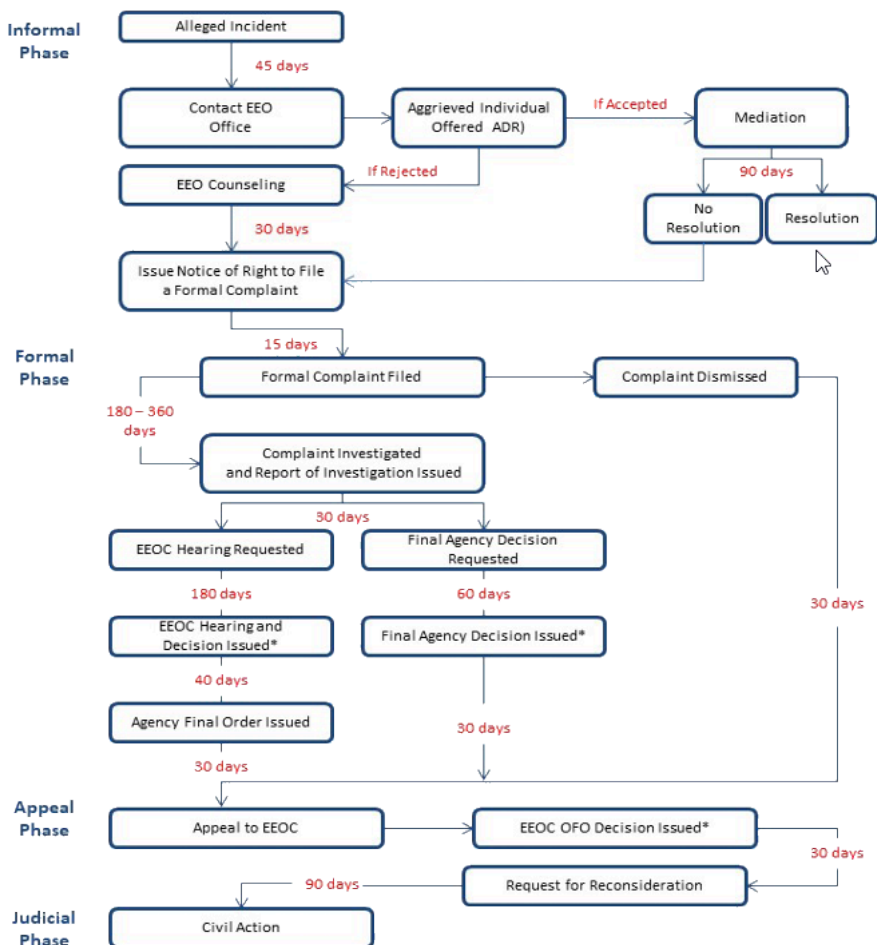 Informal
Phase
Alleged Incident
45 days
Contact EEO
Office
Aggrieved Individual
Offered ADR)
If Accepted
Mediation
If Rejected
90 days
EEO Counseling
No
Resolution
Resolution
30 days
Issue Notice of Right to File
a Formal Complaint
15 days
Formal
Phase
Formal Complaint Filed
Complaint Dismissed
180 – 360
days
Complaint Investigated
and Report of Investigation Issued
30 days
EEOC Hearing Requested
Final Agency Decision
Requested
180 days
60 days
30 days
EEOC Hearing and
Decision Issued*
Final Agency Decision Issued*
40 days
Agency Final Order Issued
30 days
30 days
Appeal
Phase
Appeal to EEOC
EEOC OFO Decision Issued*
30 days
Request for Reconsideration
90 days
Judicial
Phase
Civil Action